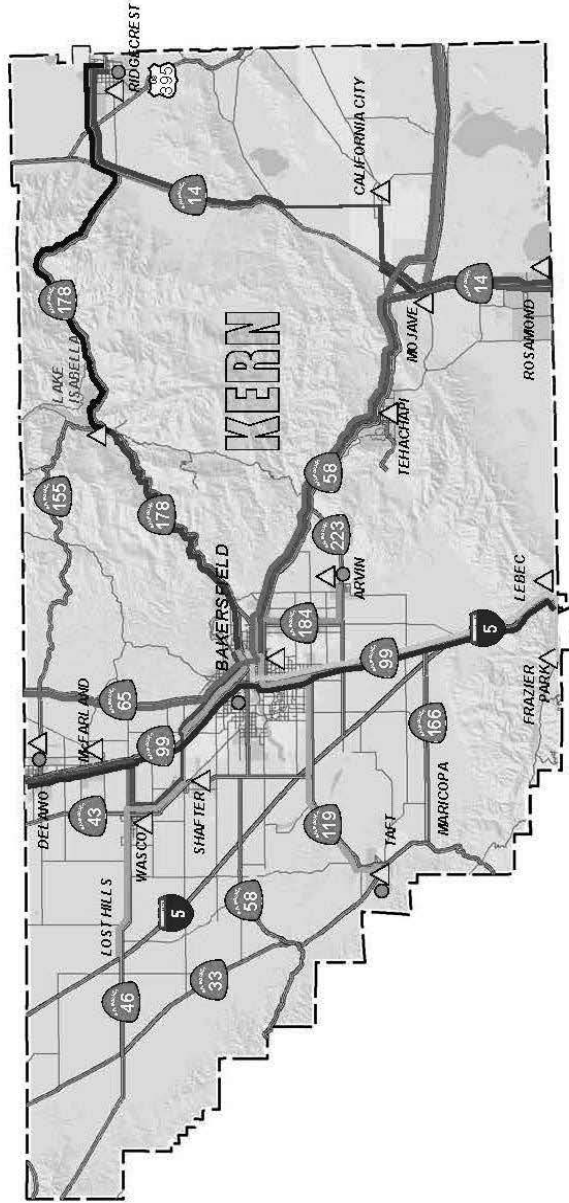 DELANO
McFARLAND
155
LAKE
ISABELLA
178
RIDGECREST
US
395
43
99
65
178
14
WASCO
SHAFTER
BAKERSFIELD
KERN
CALIFORNIA CITY
LOST HILLS
46
5
58
33
184
223
58
ARVIN
TEHACHAPI
MOJAVE
14
ROSAMOND
119
TAFT
166
MARICOPA
99
5
FRAZIER
PARK
LEBEC